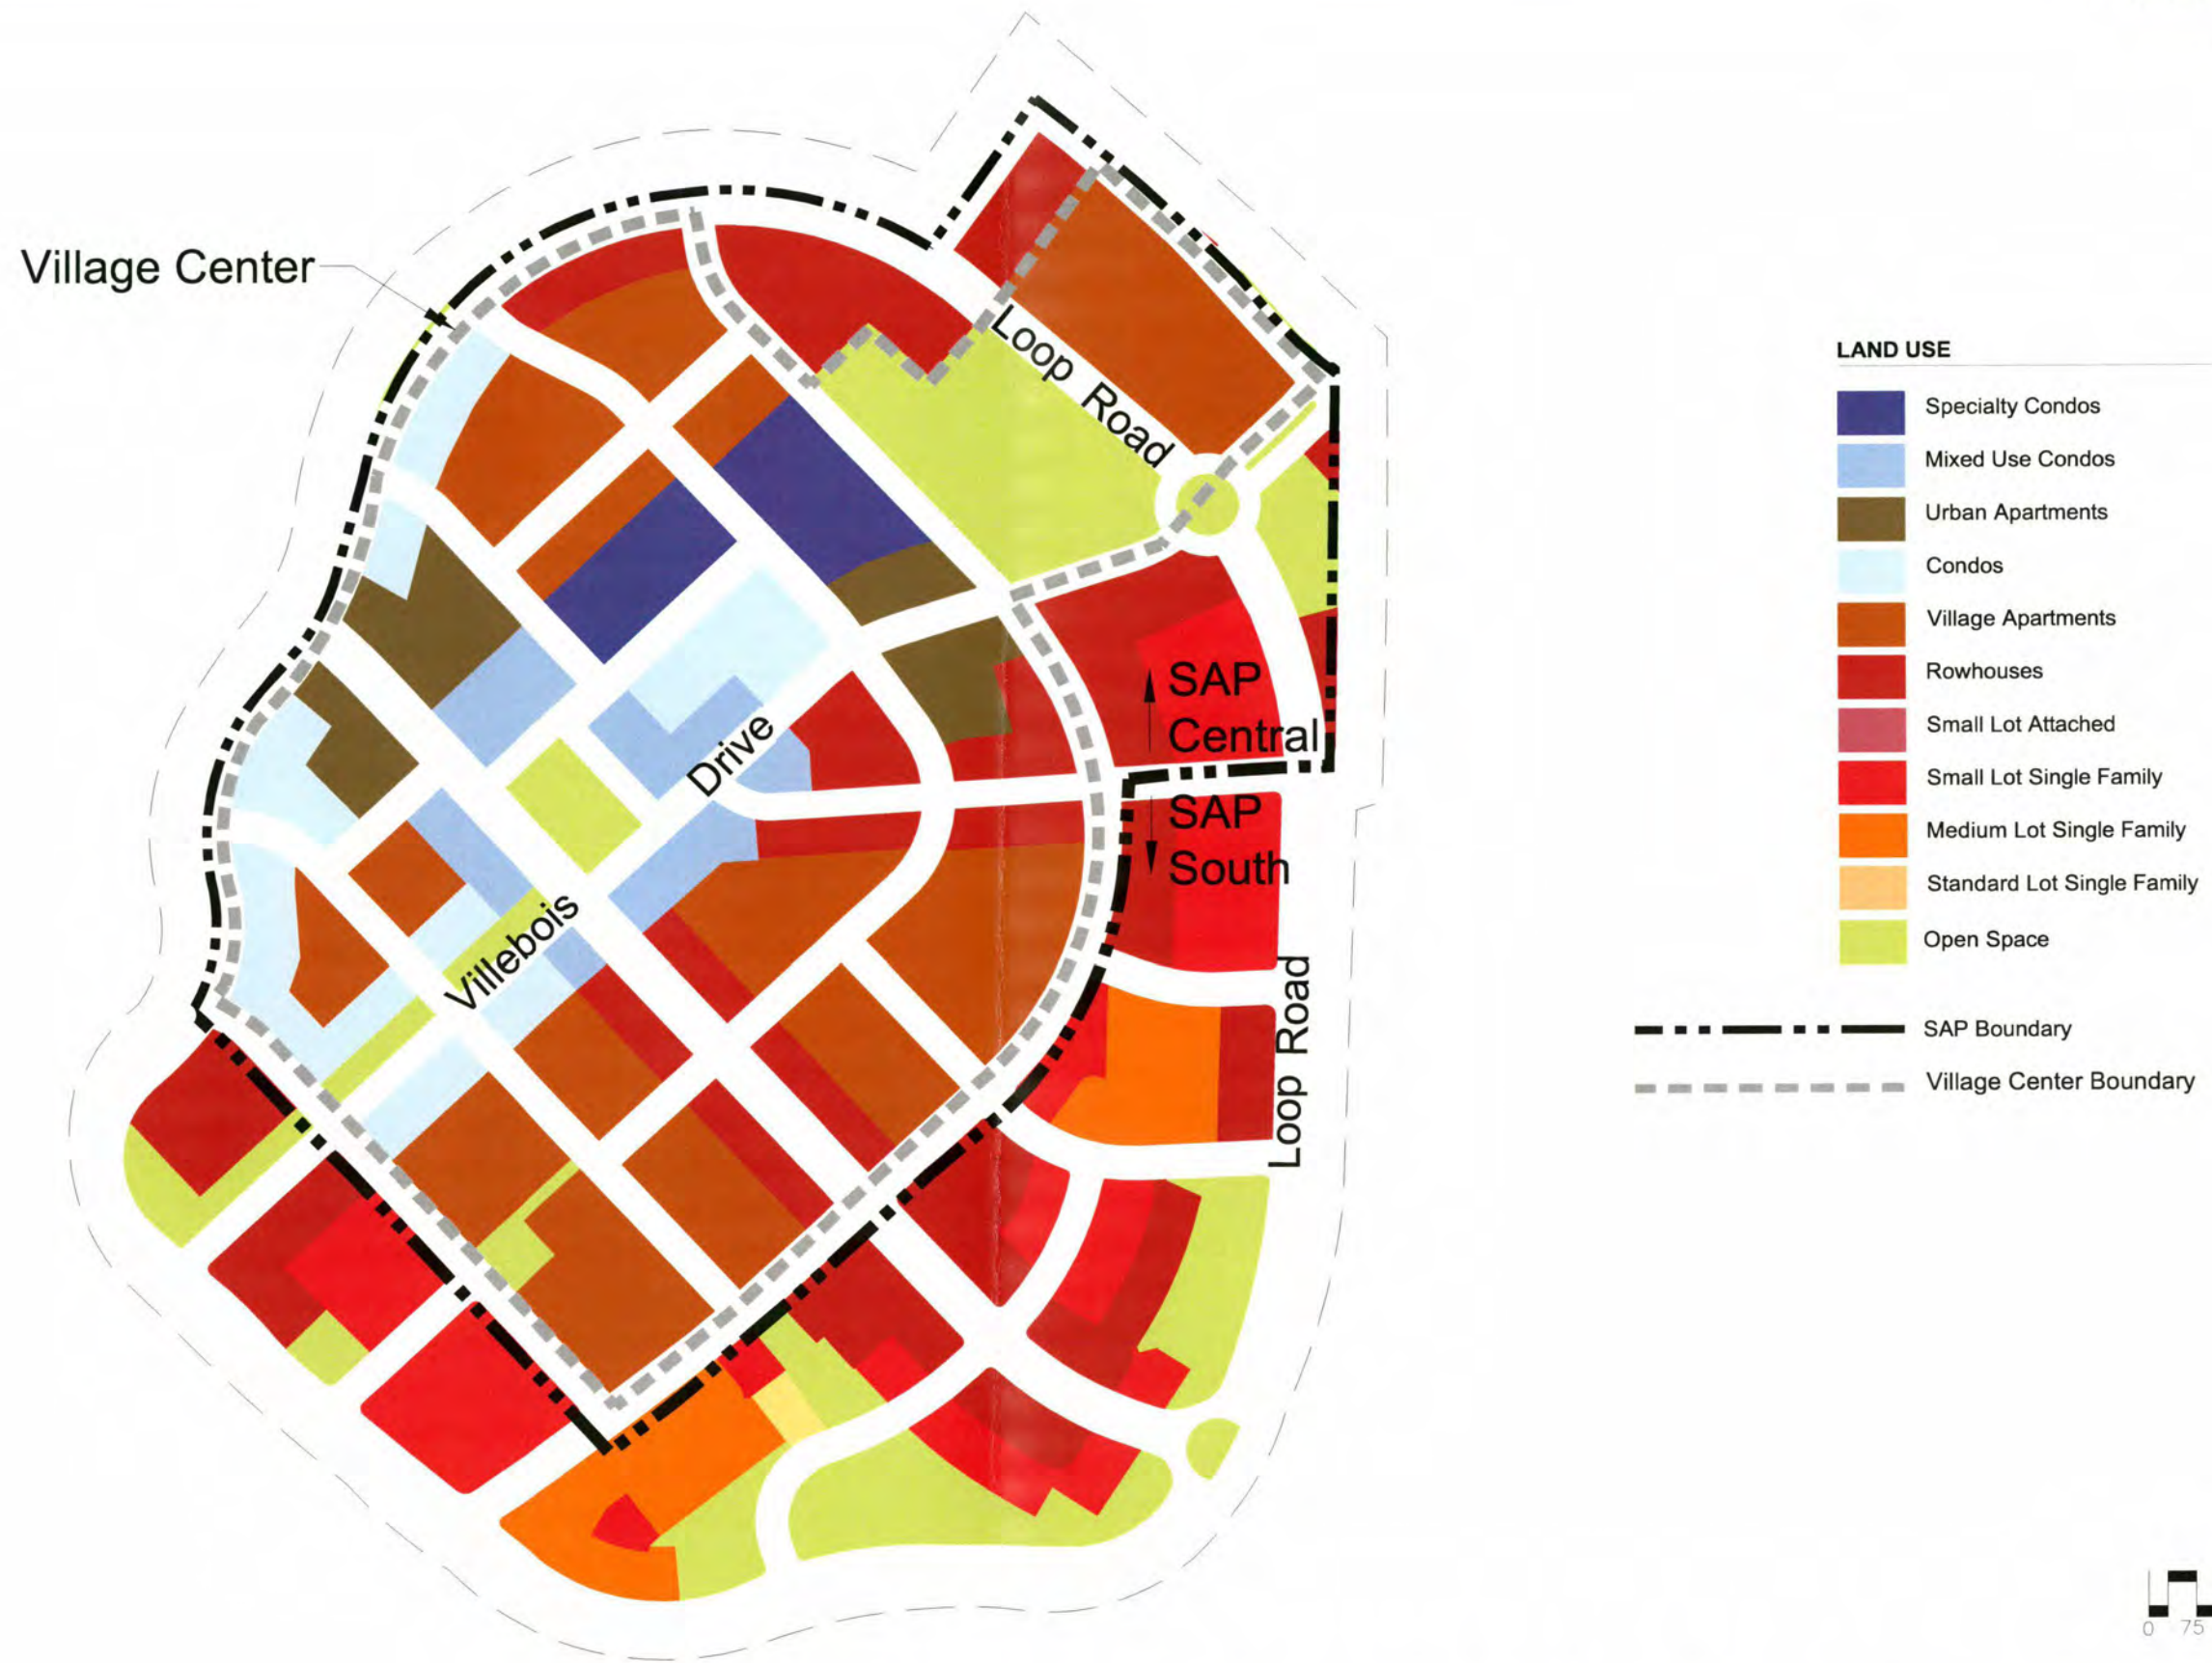 Village Center
Loop Road
SAP
Central
SAP
South
Drive
Villebois
Loop Road
LAND USE
Specialty Condos
Mixed Use Condos
Urban Apartments
Condos
Village Apartments
Rowhouses
Small Lot Attached
Small Lot Single Family
Medium Lot Single Family
Standard Lot Single Family
Open Space
SAP Boundary
Village Center Boundary
0 75